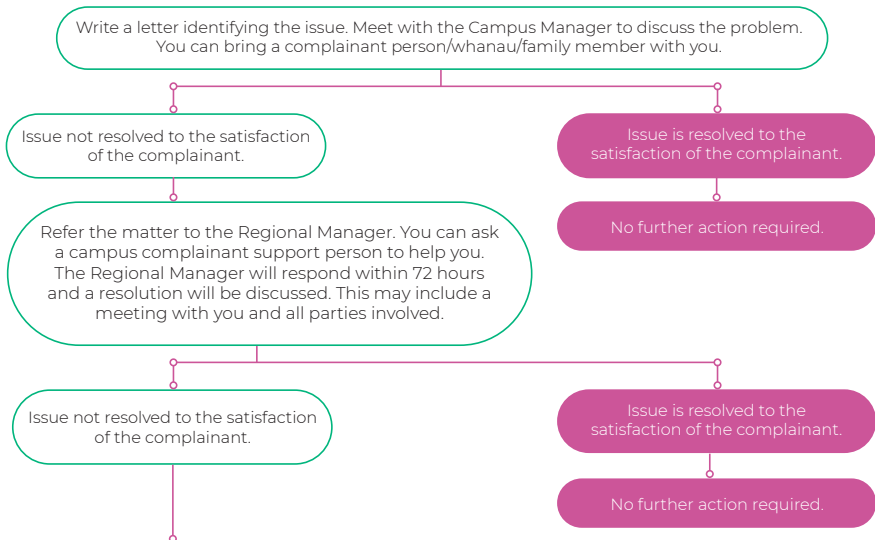 Write a letter identifying the issue. Meet with the Campus Manager to discuss the problem.
You can bring a complainant person/whanau/family member with you.
Issue not resolved to the satisfaction
of the complainant.
Issue is resolved to the
satisfaction of the complainant.
No further action required.
Refer the matter to the Regional Manager. You can ask
a campus complainant support person to help you.
The Regional Manager will respond within 72 hours
and a resolution will be discussed. This may include a
meeting with you and all parties involved.
Issue not resolved to the satisfaction
of the complainant.
Issue is resolved to the
satisfaction of the complainant.
No further action required.